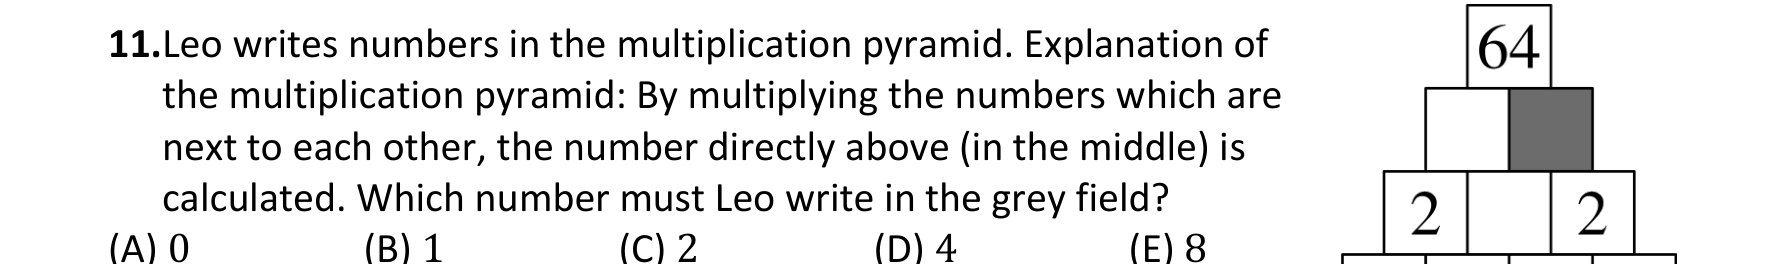 11.Leo writes numbers in the multiplication pyramid. Explanation of
the multiplication pyramid: By multiplying the numbers which are
next to each other, the number directly above (in the middle) is
calculated. Which number must Leo write in the grey field?
(A) 0 (B) 1 (C) 2 (D) 4 (E) 8
64
2 2